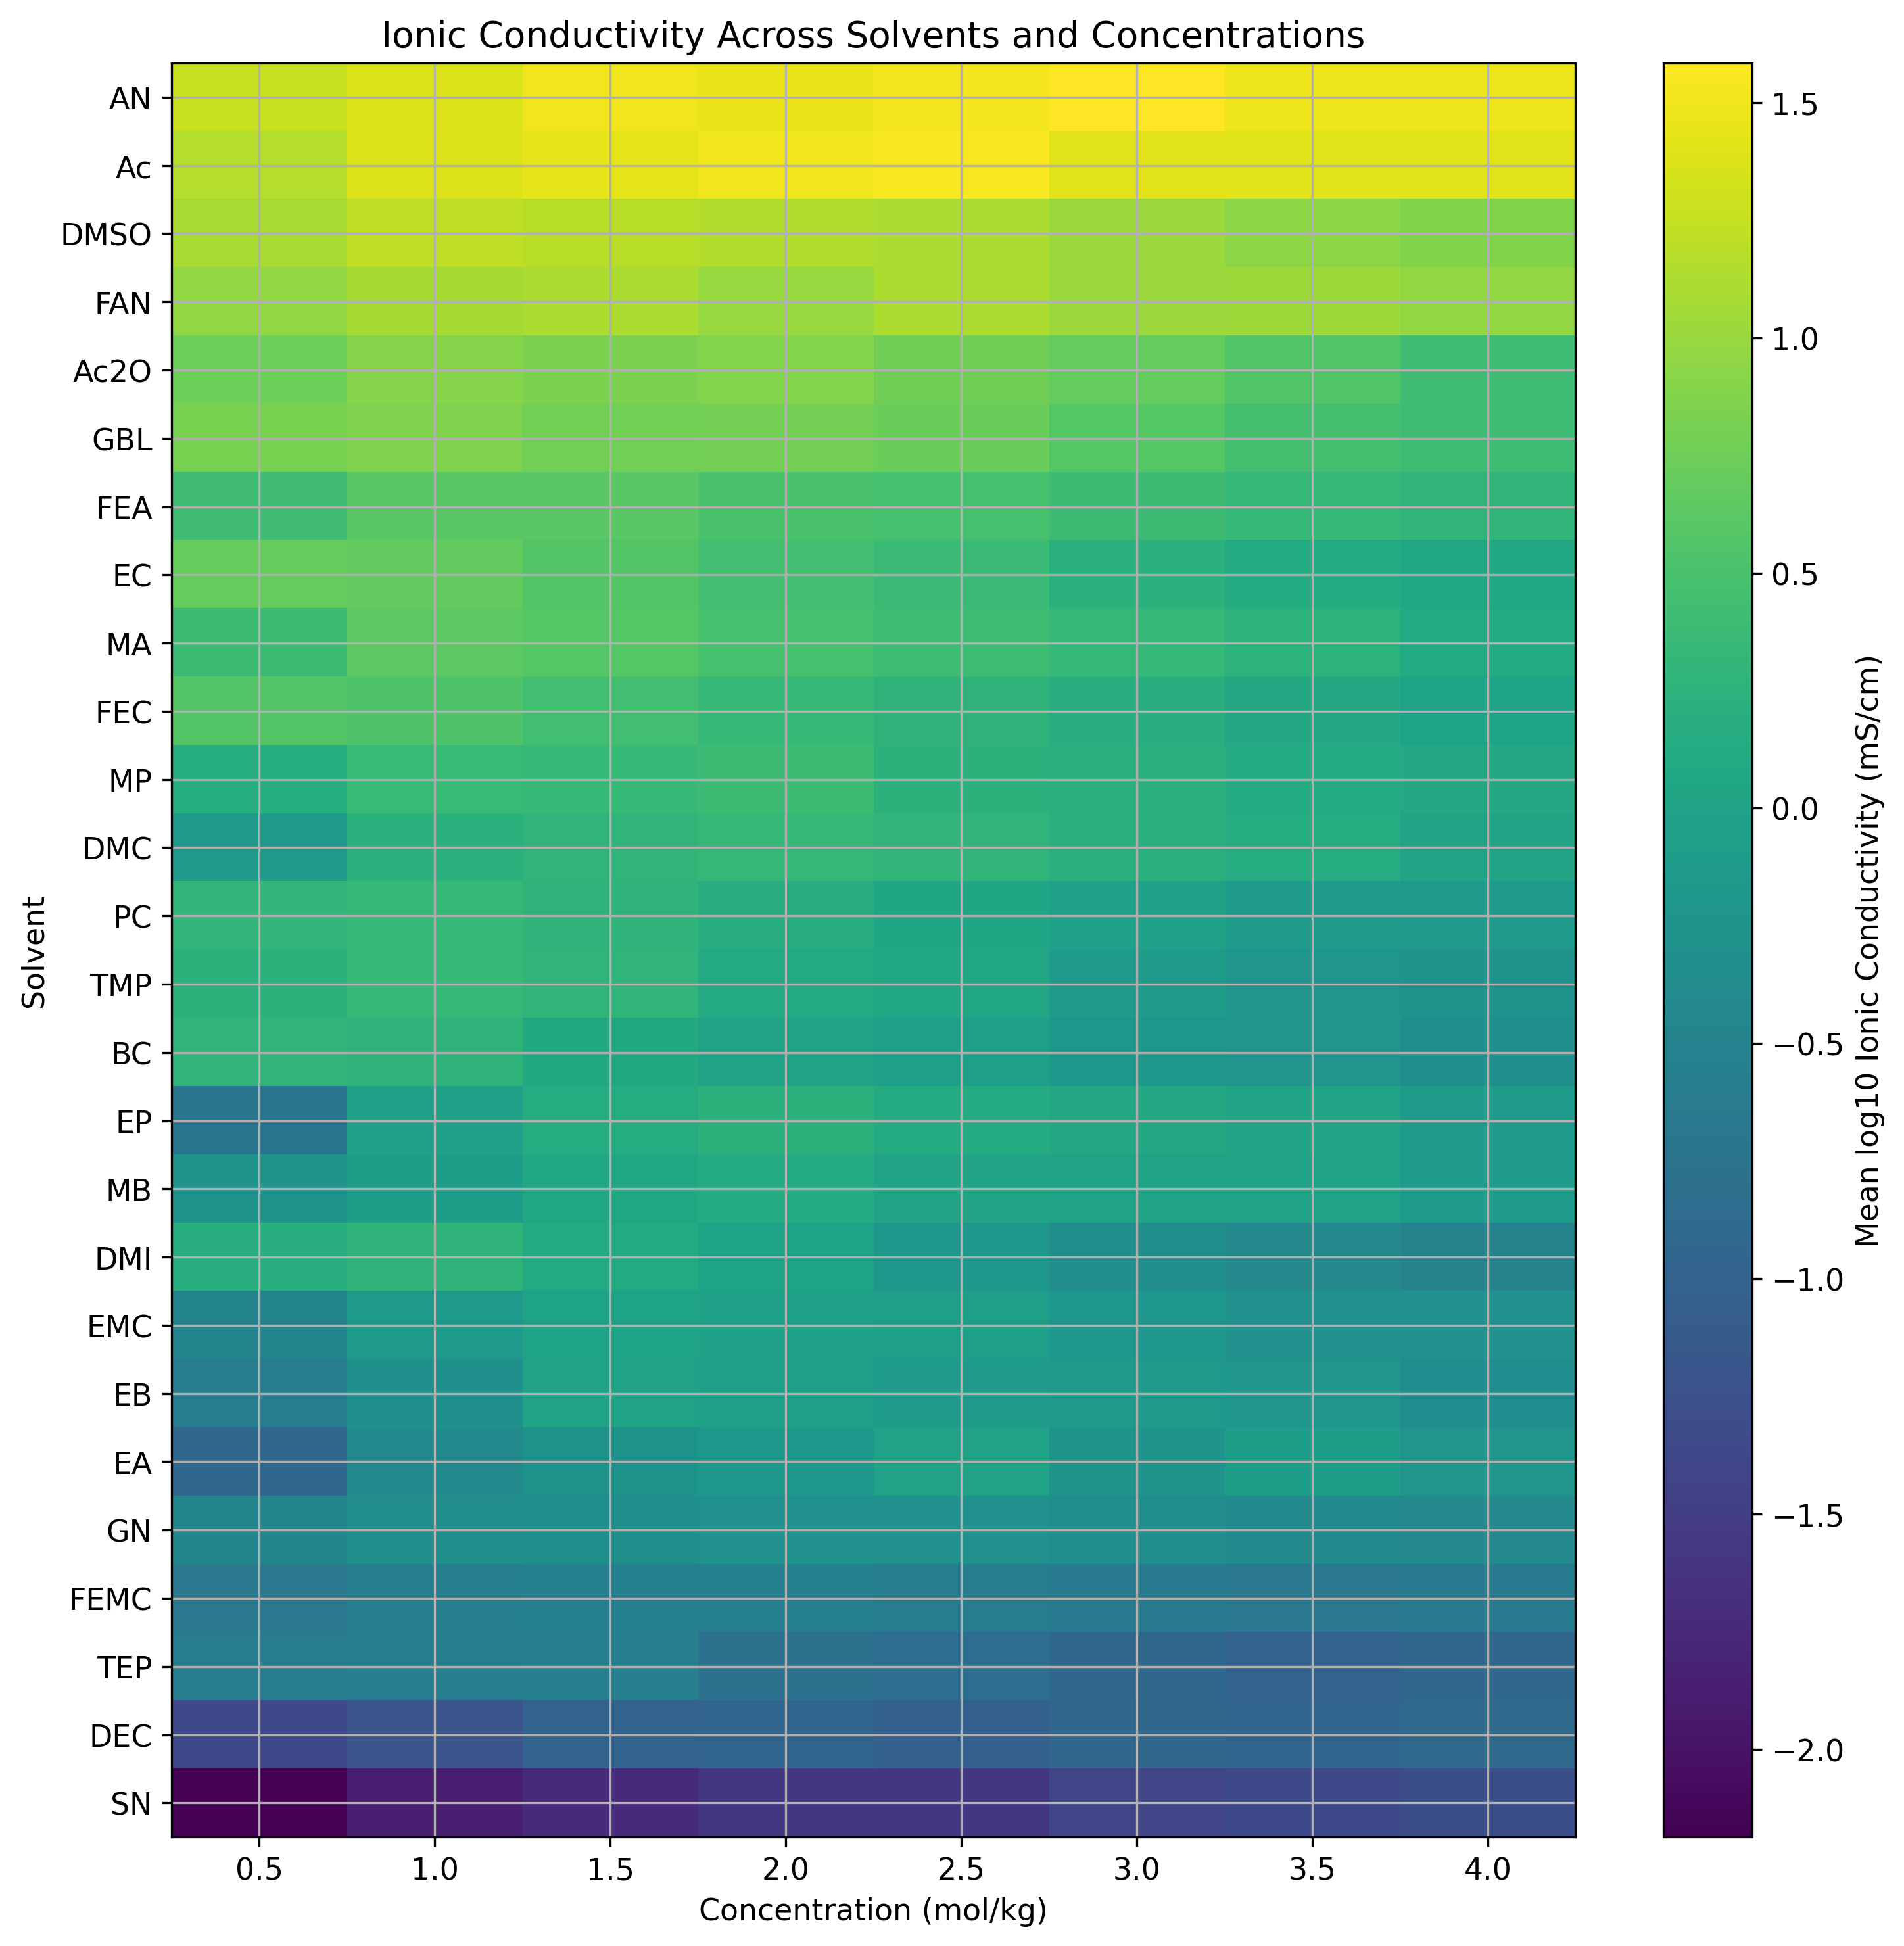 Ionic Conductivity Across Solvents and Concentrations
Solvent
AN
Ac
DMSO
FAN
Ac2O
GBL
FEA
EC
MA
FEC
MP
DMC
PC
TMP
BC
EP
MB
DMI
EMC
EB
EA
GN
FEMC
TEP
DEC
SN
0.5 1.0 1.5 2.0 2.5 3.0 3.5 4.0
Concentration (mol/kg)
1.5
1.0
0.5
0.0
−0.5
−1.0
−1.5
−2.0
Mean log10 Ionic Conductivity (mS/cm)